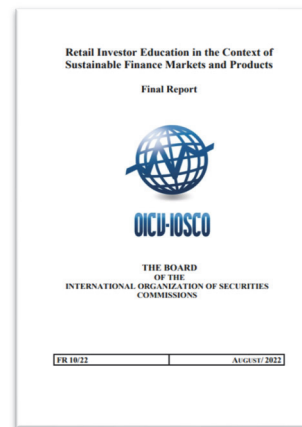 Retail Investor Education in the Context of
Sustainable Finance Markets and Products
Final Report
OICU-IOSCO
THE BOARD
OF THE
INTERNATIONAL ORGANIZATION OF SECURITIES
COMMISSIONS
FR 10/22 AUGUST/ 2022